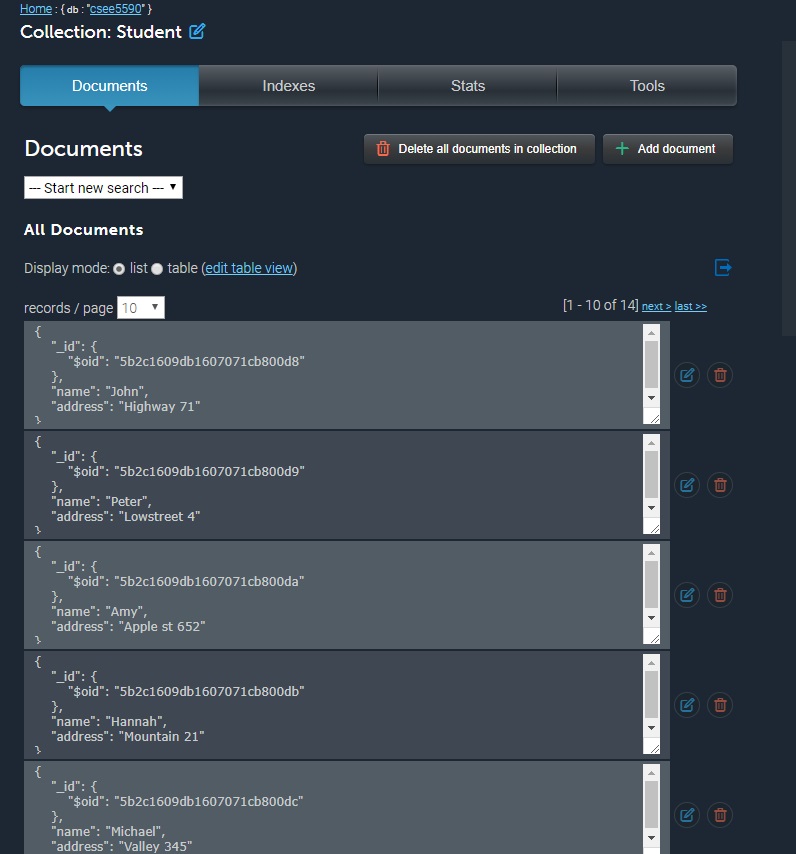 Home : { db : "csee5590" }
Collection: Student
Documents Indexes Stats Tools
Documents
Delete all documents in collection
Add document
--- Start new search ---
All Documents
Display mode: list table (edit table view)
records / page 10
[1 - 10 of 14] next > last >>
{
"_id": {
"$oid": "5b2c1609db1607071cb800d8"
},
"name": "John",
"address": "Highway 71"
}
{
"_id": {
"$oid": "5b2c1609db1607071cb800d9"
},
"name": "Peter",
"address": "Lowstreet 4"
}
{
"_id": {
"$oid": "5b2c1609db1607071cb800da"
},
"name": "Amy",
"address": "Apple st 652"
}
{
"_id": {
"$oid": "5b2c1609db1607071cb800db"
},
"name": "Hannah",
"address": "Mountain 21"
}
{
"_id": {
"$oid": "5b2c1609db1607071cb800dc"
},
"name": "Michael",
"address": "Valley 345"